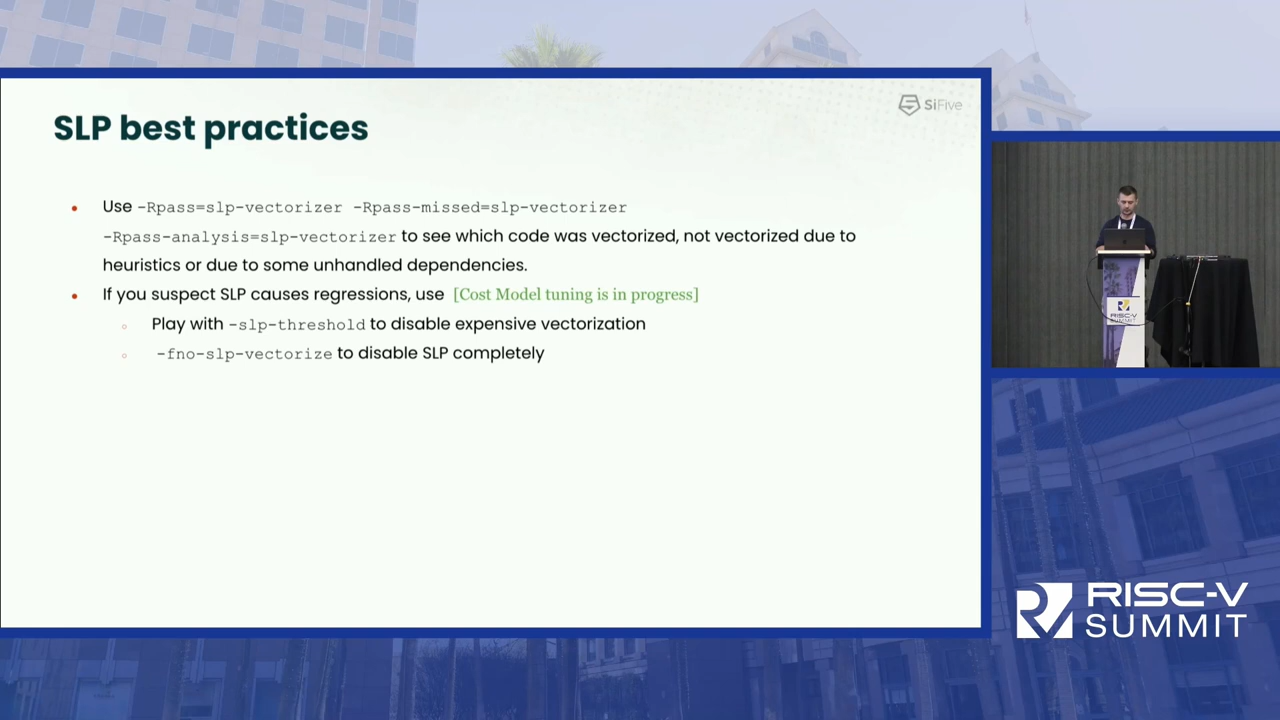 SiFive
SLP best practices
• Use -Rpass=slp-vectorizer -Rpass-missed=slp-vectorizer
-Rpass-analysis=slp-vectorizer to see which code was vectorized, not vectorized due to
heuristics or due to some unhandled dependencies.
• If you suspect SLP causes regressions, use [Cost Model tuning is in progress]
○ Play with -slp-threshold to disable expensive vectorization
○ -fno-slp-vectorize to disable SLP completely
RISC-V
SUMMIT
RISC-V
SUMMIT